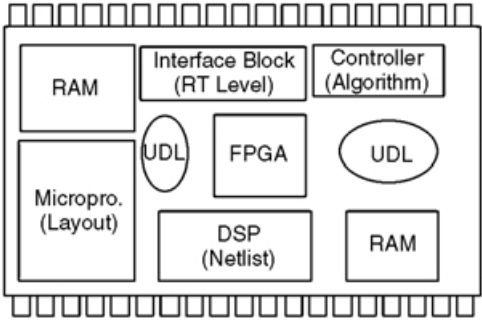 RAM
Interface Block
(RT Level)
Controller
(Algorithm)
UDL
FPGA
UDL
Micropro.
(Layout)
DSP
(Netlist)
RAM